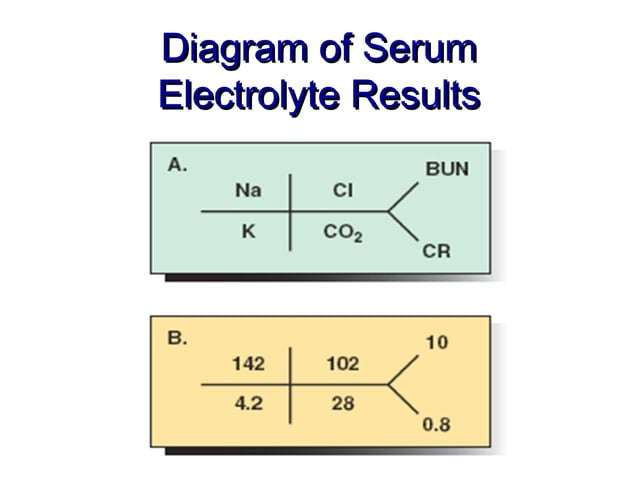 Diagram of Serum
Electrolyte Results
A.
BUN
Na Cl
K CO₂
CR
B.
10
142 102
4.2 28
0.8